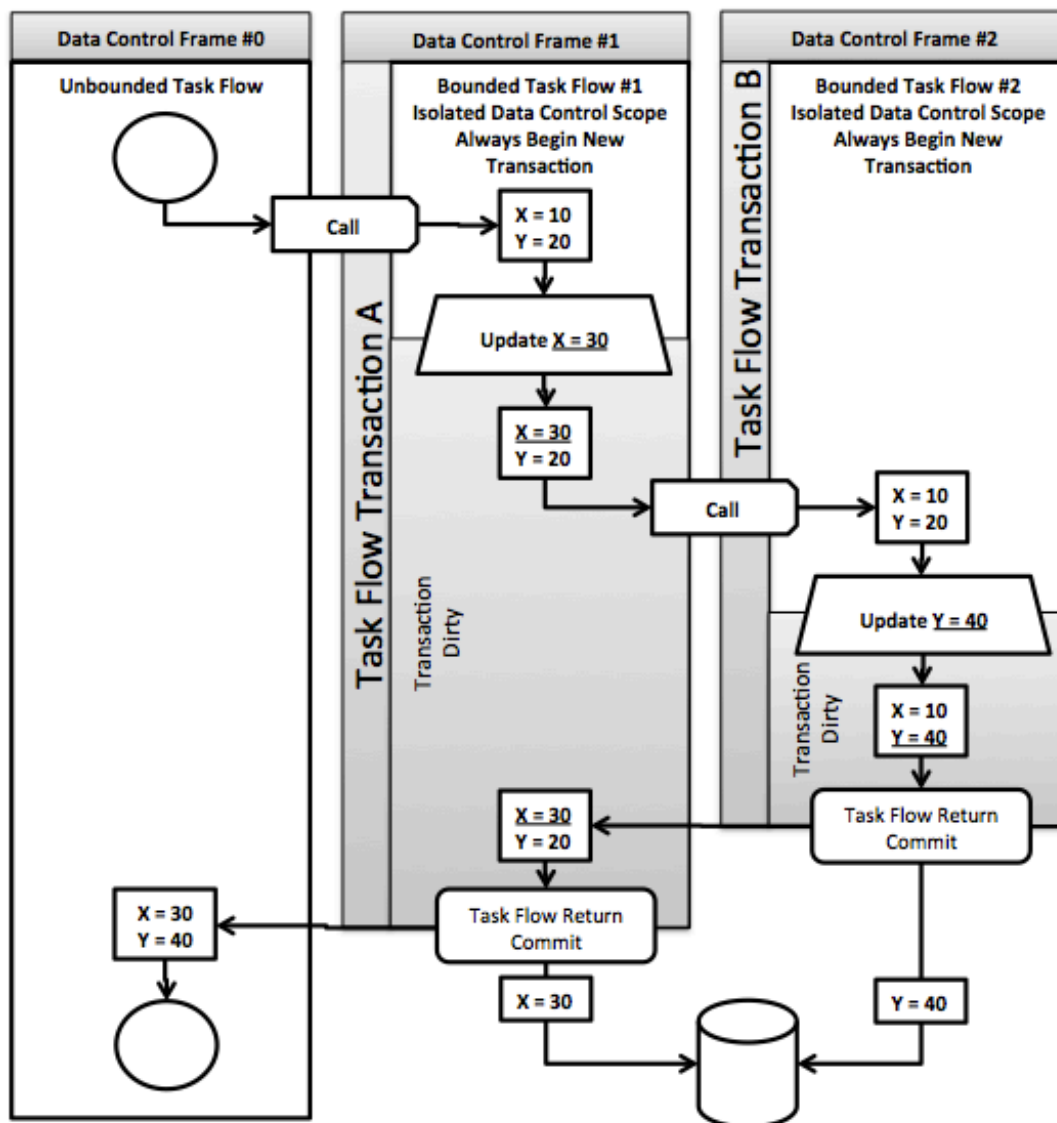 Data Control Frame #0
Unbounded Task Flow
Data Control Frame #1
Task Flow Transaction A
Bounded Task Flow #1
Isolated Data Control Scope
Always Begin New
Transaction
Call
X = 10
Y = 20
Update X = 30
X = 30
Y = 20
Transaction
Dirty
Data Control Frame #2
Task Flow Transaction B
Bounded Task Flow #2
Isolated Data Control Scope
Always Begin New
Transaction
Call
X = 10
Y = 20
Update Y = 40
Transaction
Dirty
X = 10
Y = 40
Task Flow Return
Commit
X = 30
Y = 20
Task Flow Return
Commit
X = 30
Y = 40
X = 30
Y = 40